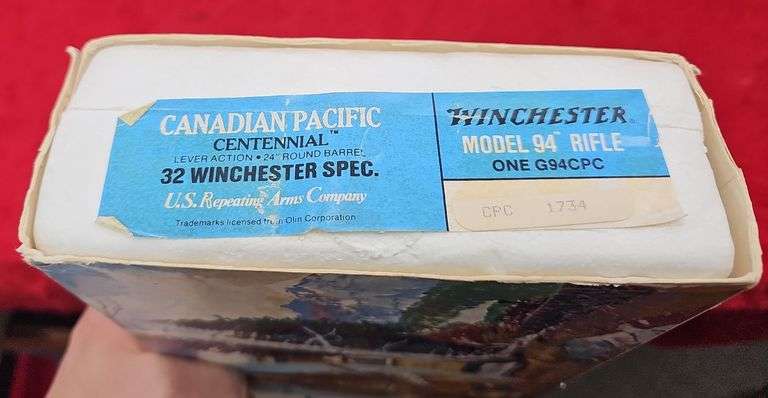 CANADIAN PACIFIC
CENTENNIAL™
LEVER ACTION • 24" ROUND BARREL
32 WINCHESTER SPEC.
U.S. Repeating Arms Company
Trademarks licensed from Olin Corporation
WINCHESTER®
MODEL 94™ RIFLE
ONE G94CPC
CPC 1734